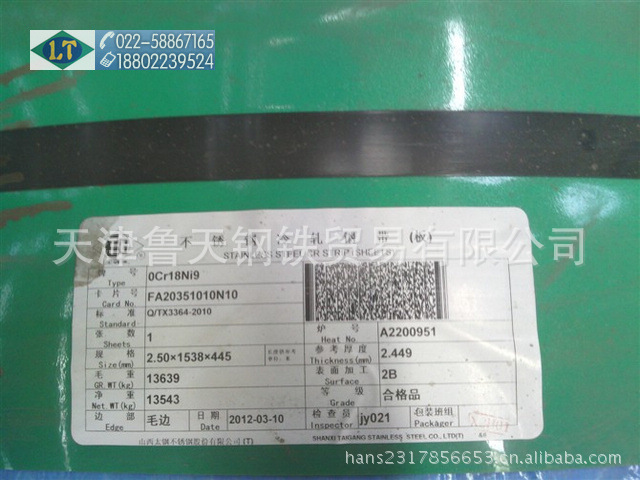 LT
022-58867165
18802239524
天津鲁天钢铁贸易有限公司
不锈钢冷轧钢带(板)
STAINLESS STEEL STRIP(SHEETS)
牌号 Type 0Cr18Ni9
卡片号 Card No. FA20351010N10
标准 Standard Q/TX3364-2010
炉号 Heat No. A2200951
张数 Sheets 1
参考厚度 Thickness(mm) 2.449
规格 Size(mm) 2.50×1538×445
表面加工 Surface 2B
毛重 GR.WT(kg) 13639
等级 Grade 合格品
净重 Net.WT(kg) 13543
边部 Edge 毛边 日期 Date 2012-03-10 检查员 Inspector jy021 包装班组 Packager
山西太钢不锈钢股份有限公司(T) SHANXI TAIGANG STAINLESS STEEL CO.,LTD(T)
hans2317856653.cn.alibaba.com